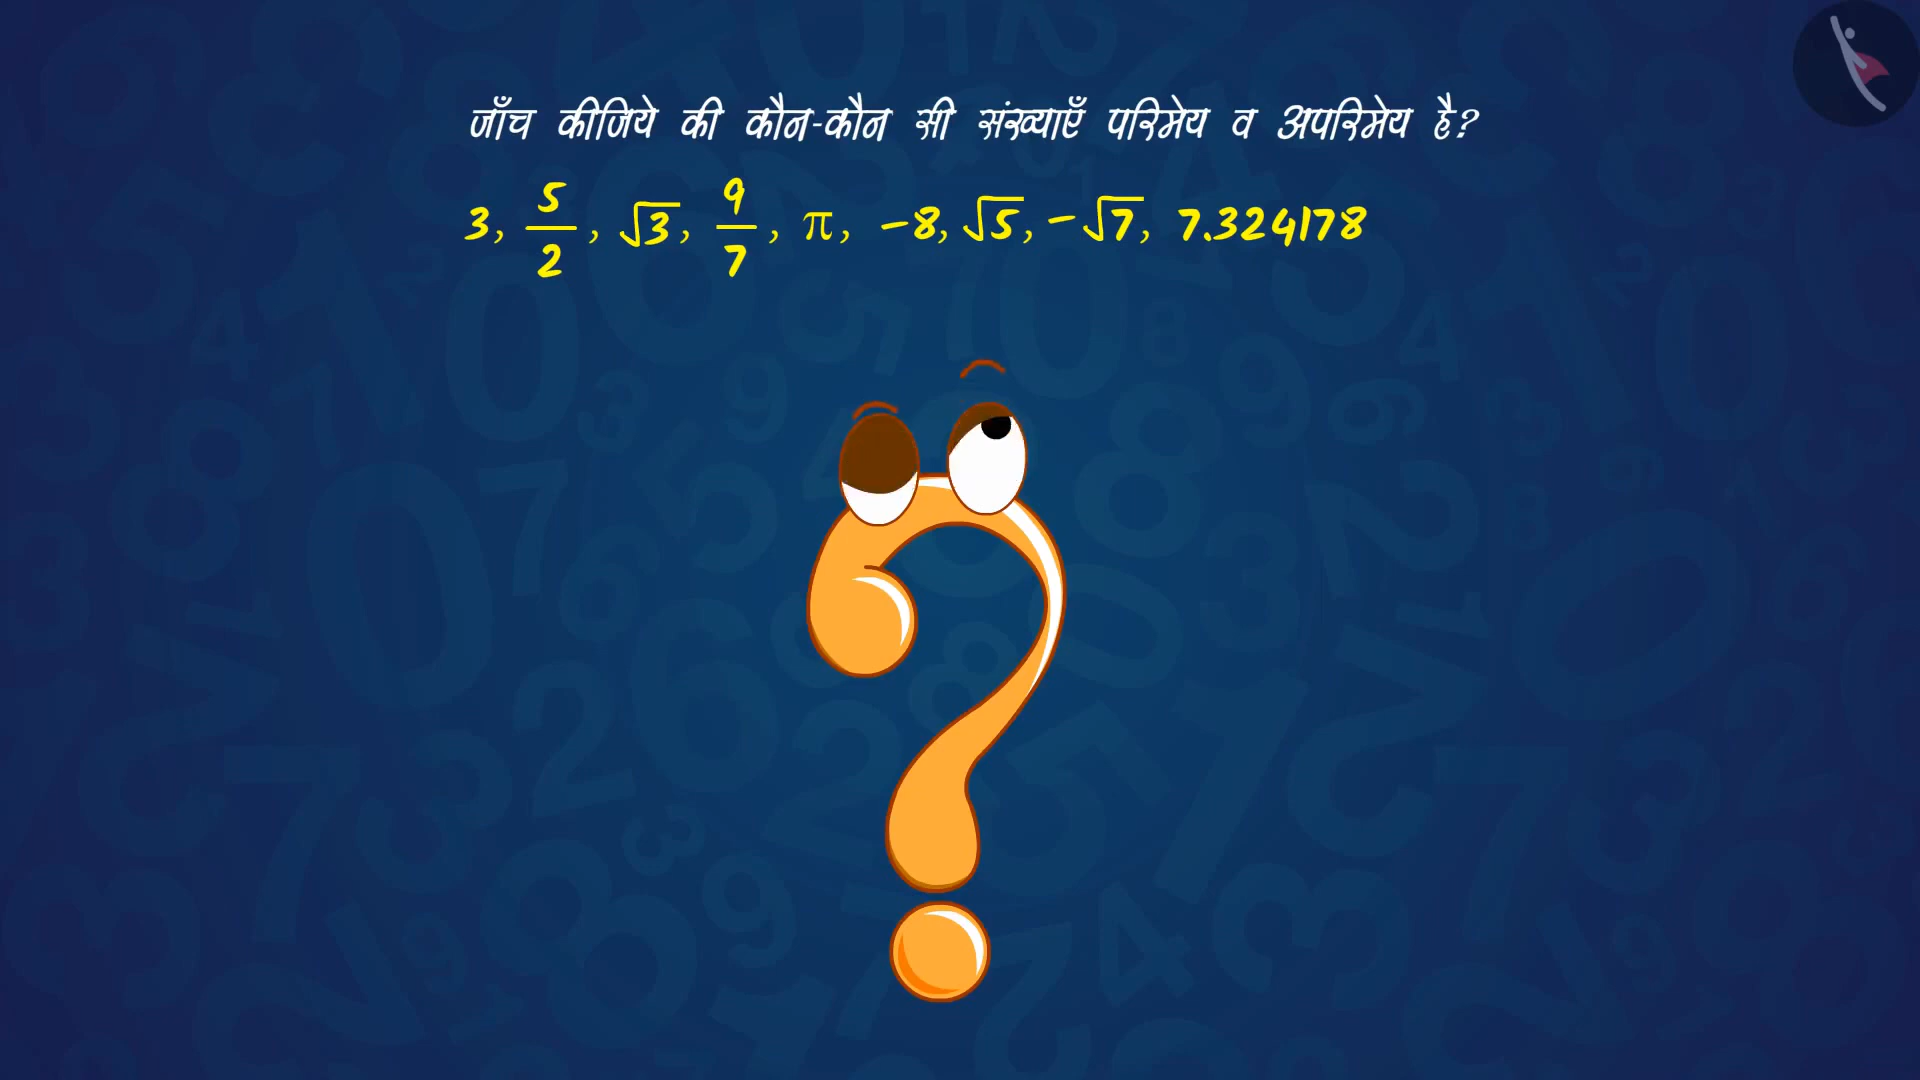 जाँच कीजिये की कौन-कौन सी संख्याएँ परिमेय व अपरिमेय है?
3, 5/2, √3, 9/7, π, -8, √5, -√7, 7.324178